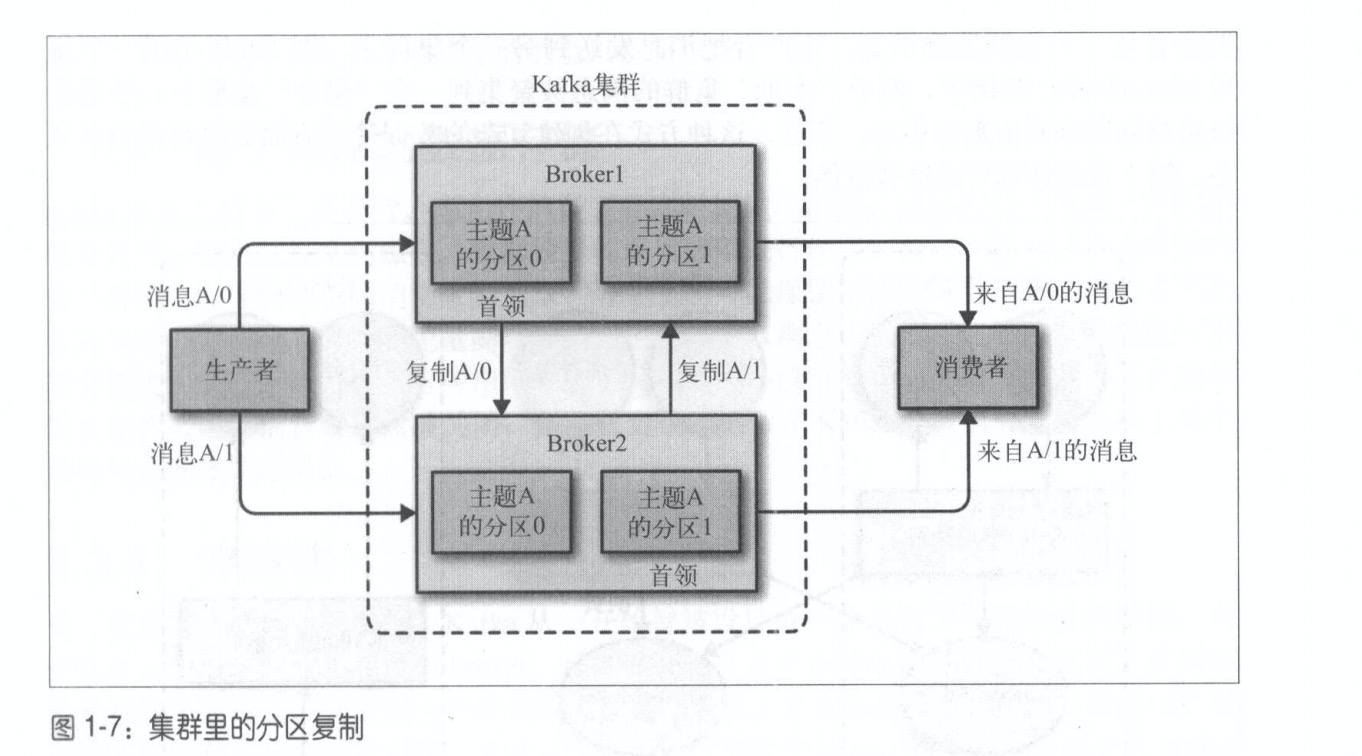 Kafka集群
Broker1
主题A
的分区0
主题A
的分区1
首领
消息A/0
来自A/0的消息
生产者
复制A/0
复制A/1
消费者
消息A/1
来自A/1的消息
Broker2
主题A
的分区0
主题A
的分区1
首领
图 1-7：集群里的分区复制